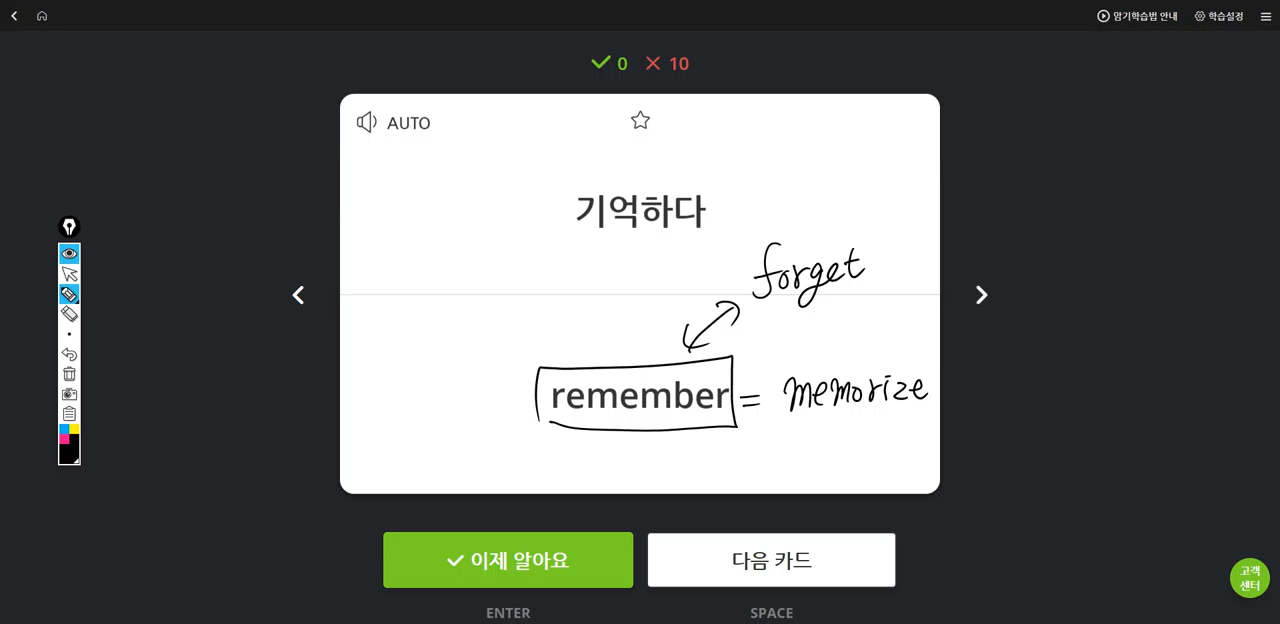 암기학습법 안내 학습설정
0 10
AUTO
기억하다
forget
remember = memorize
이제 알아요 다음 카드
ENTER SPACE
고객
센터